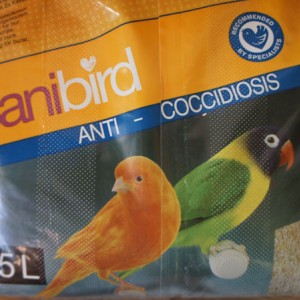 RECOMMENDED
BY SPECIALISTS
anibird
ANTI - COCCIDIOSIS
5L